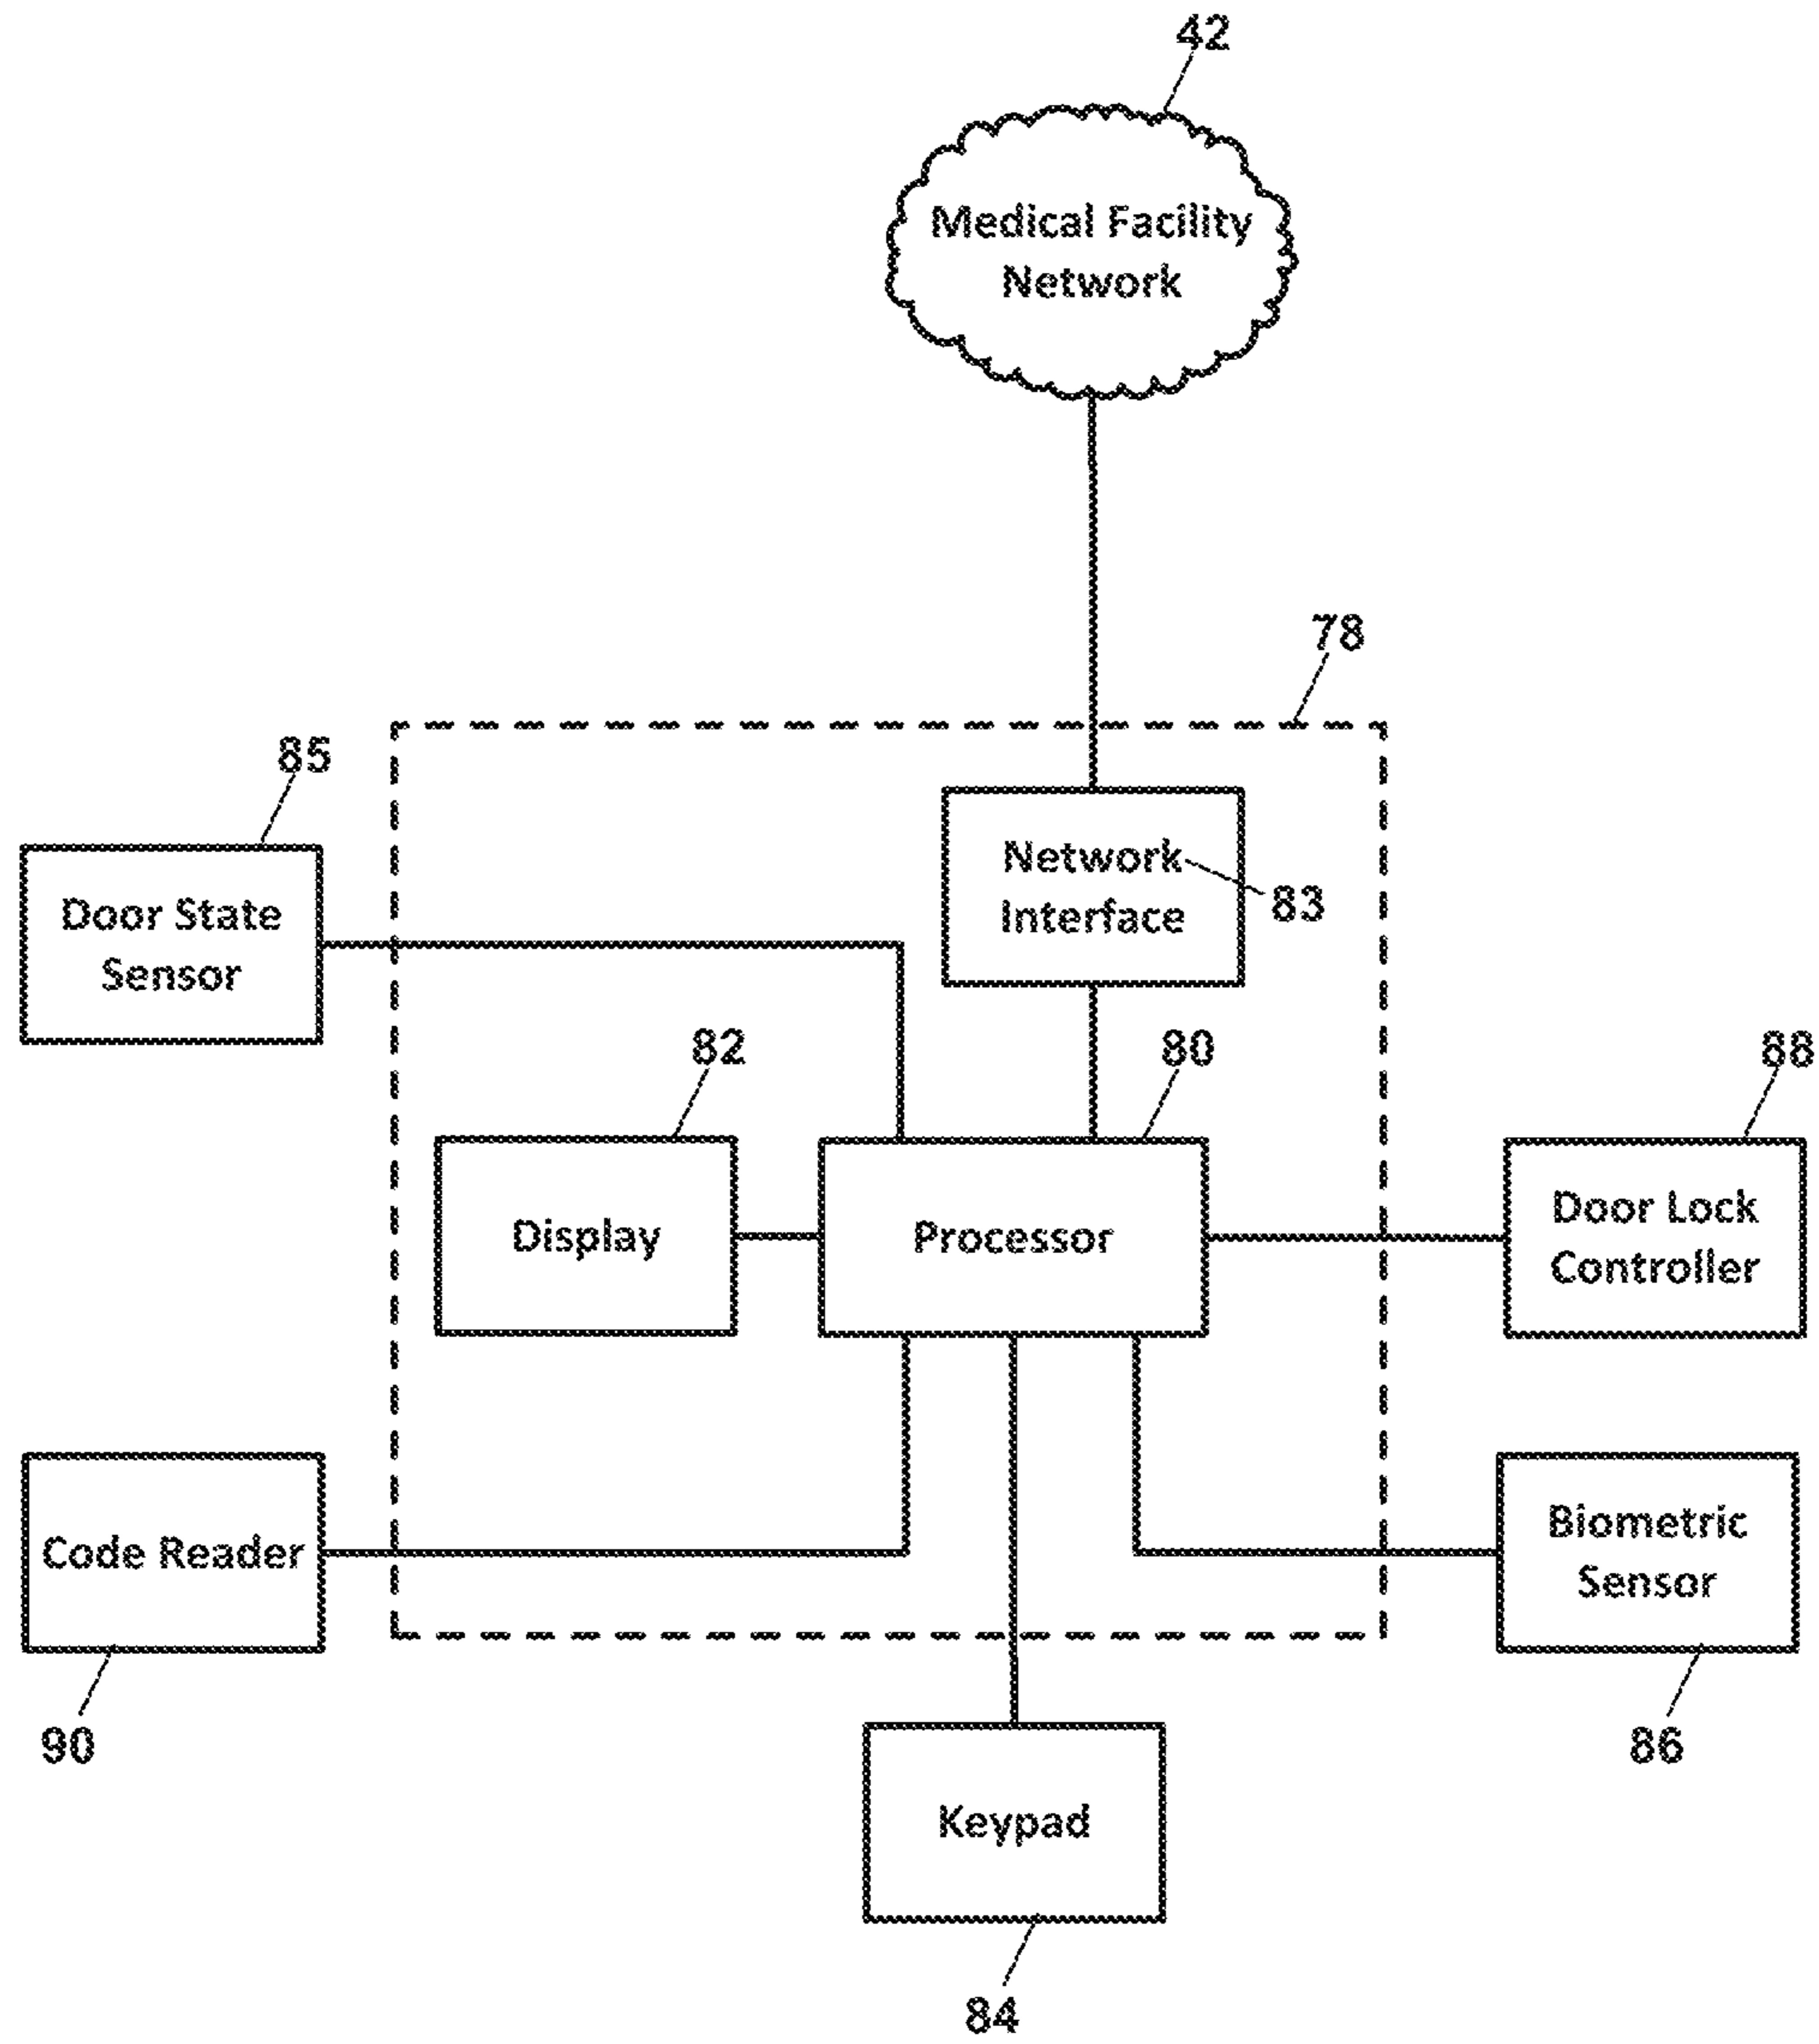 42
Medical Facility
Network
78
85
Network
Interface
83
Door State
Sensor
82
80
88
Display
Processor
Door Lock
Controller
Code Reader
Biometric
Sensor
90
86
Keypad
84